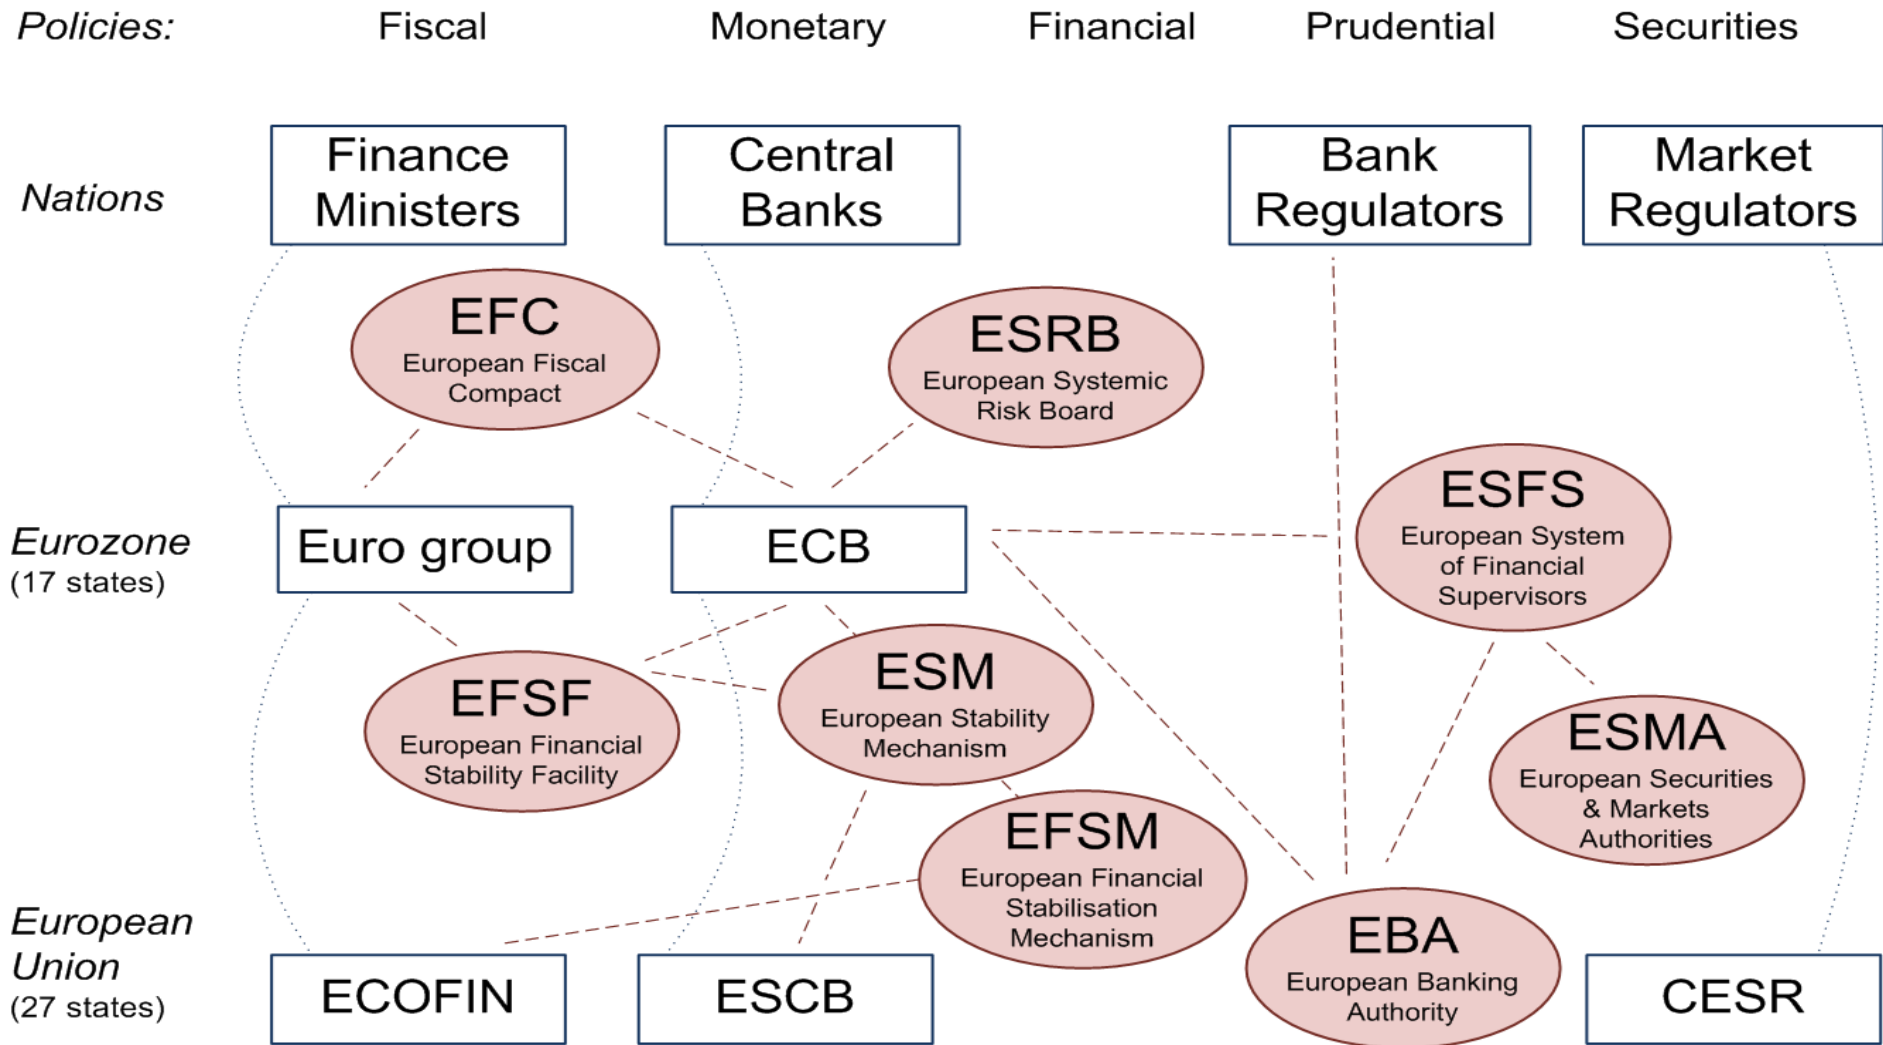 Policies: Fiscal Monetary Financial Prudential Securities
Nations
Finance
Ministers
Central
Banks
Bank
Regulators
Market
Regulators
EFC
European Fiscal
Compact
ESRB
European Systemic
Risk Board
Eurozone
(17 states)
Euro group
ECB
ESFS
European System
of Financial
Supervisors
EFSF
European Financial
Stability Facility
ESM
European Stability
Mechanism
ESMA
European Securities
& Markets
Authorities
EFSM
European Financial
Stabilisation
Mechanism
European
Union
(27 states)
ECOFIN
ESCB
EBA
European Banking
Authority
CESR